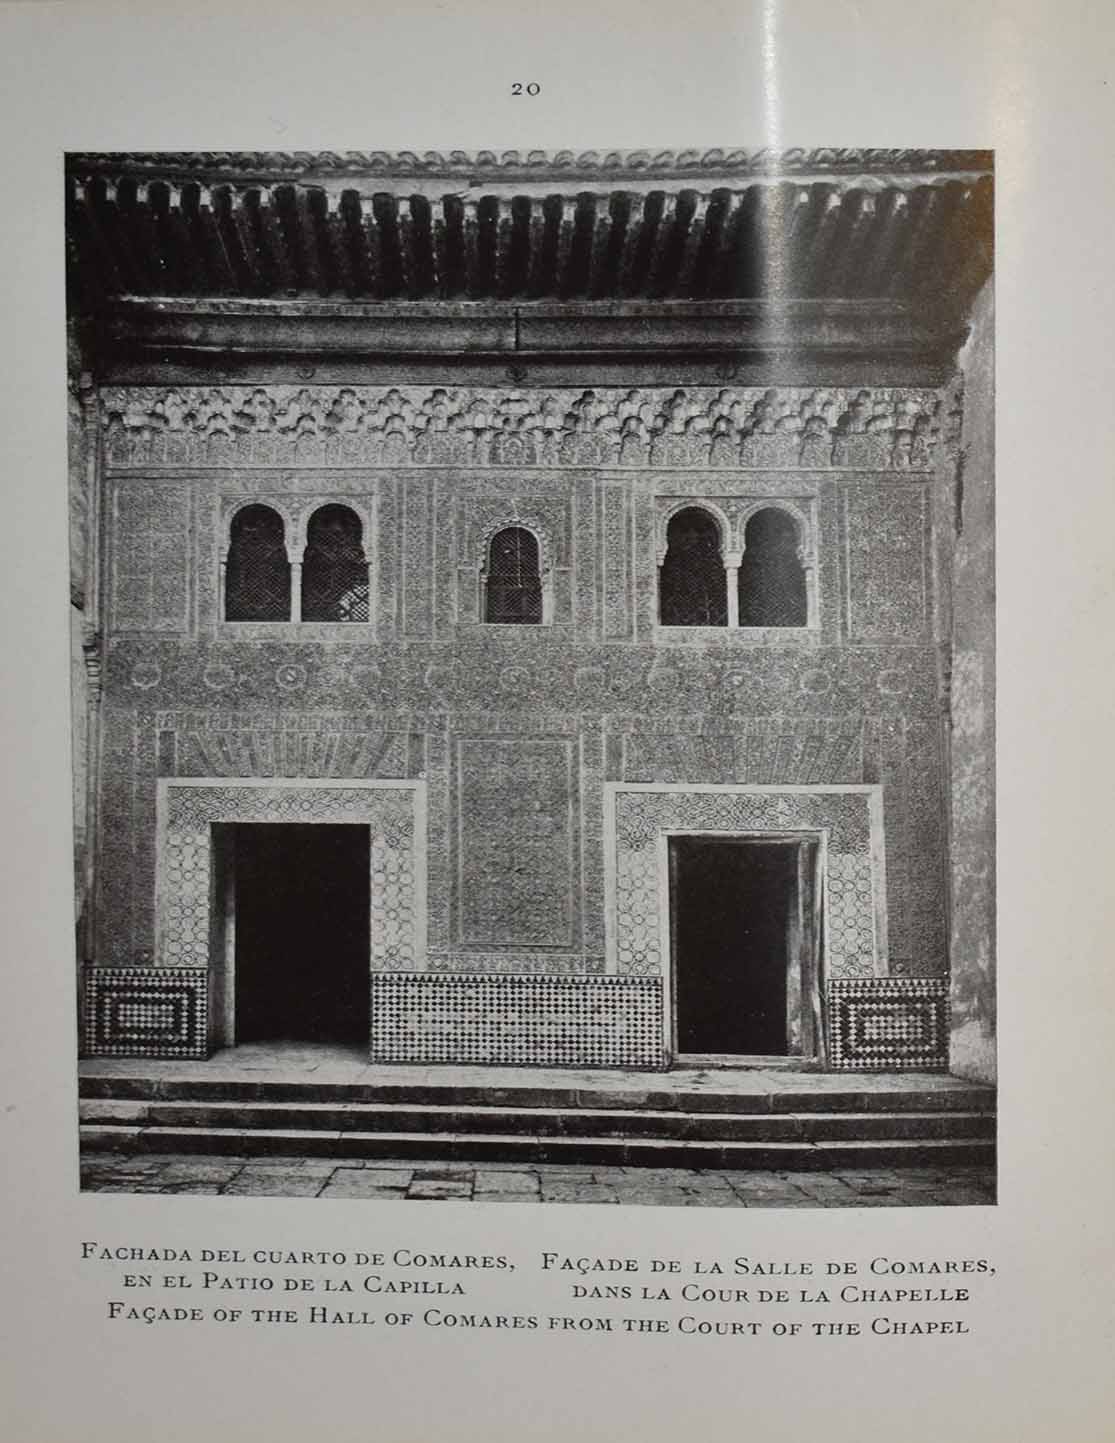 20
Fachada del cuarto de Comares,
en el Patio de la Capilla
Façade de la Salle de Comares,
dans la Cour de la Chapelle
Façade of the Hall of Comares from the Court of the Chapel